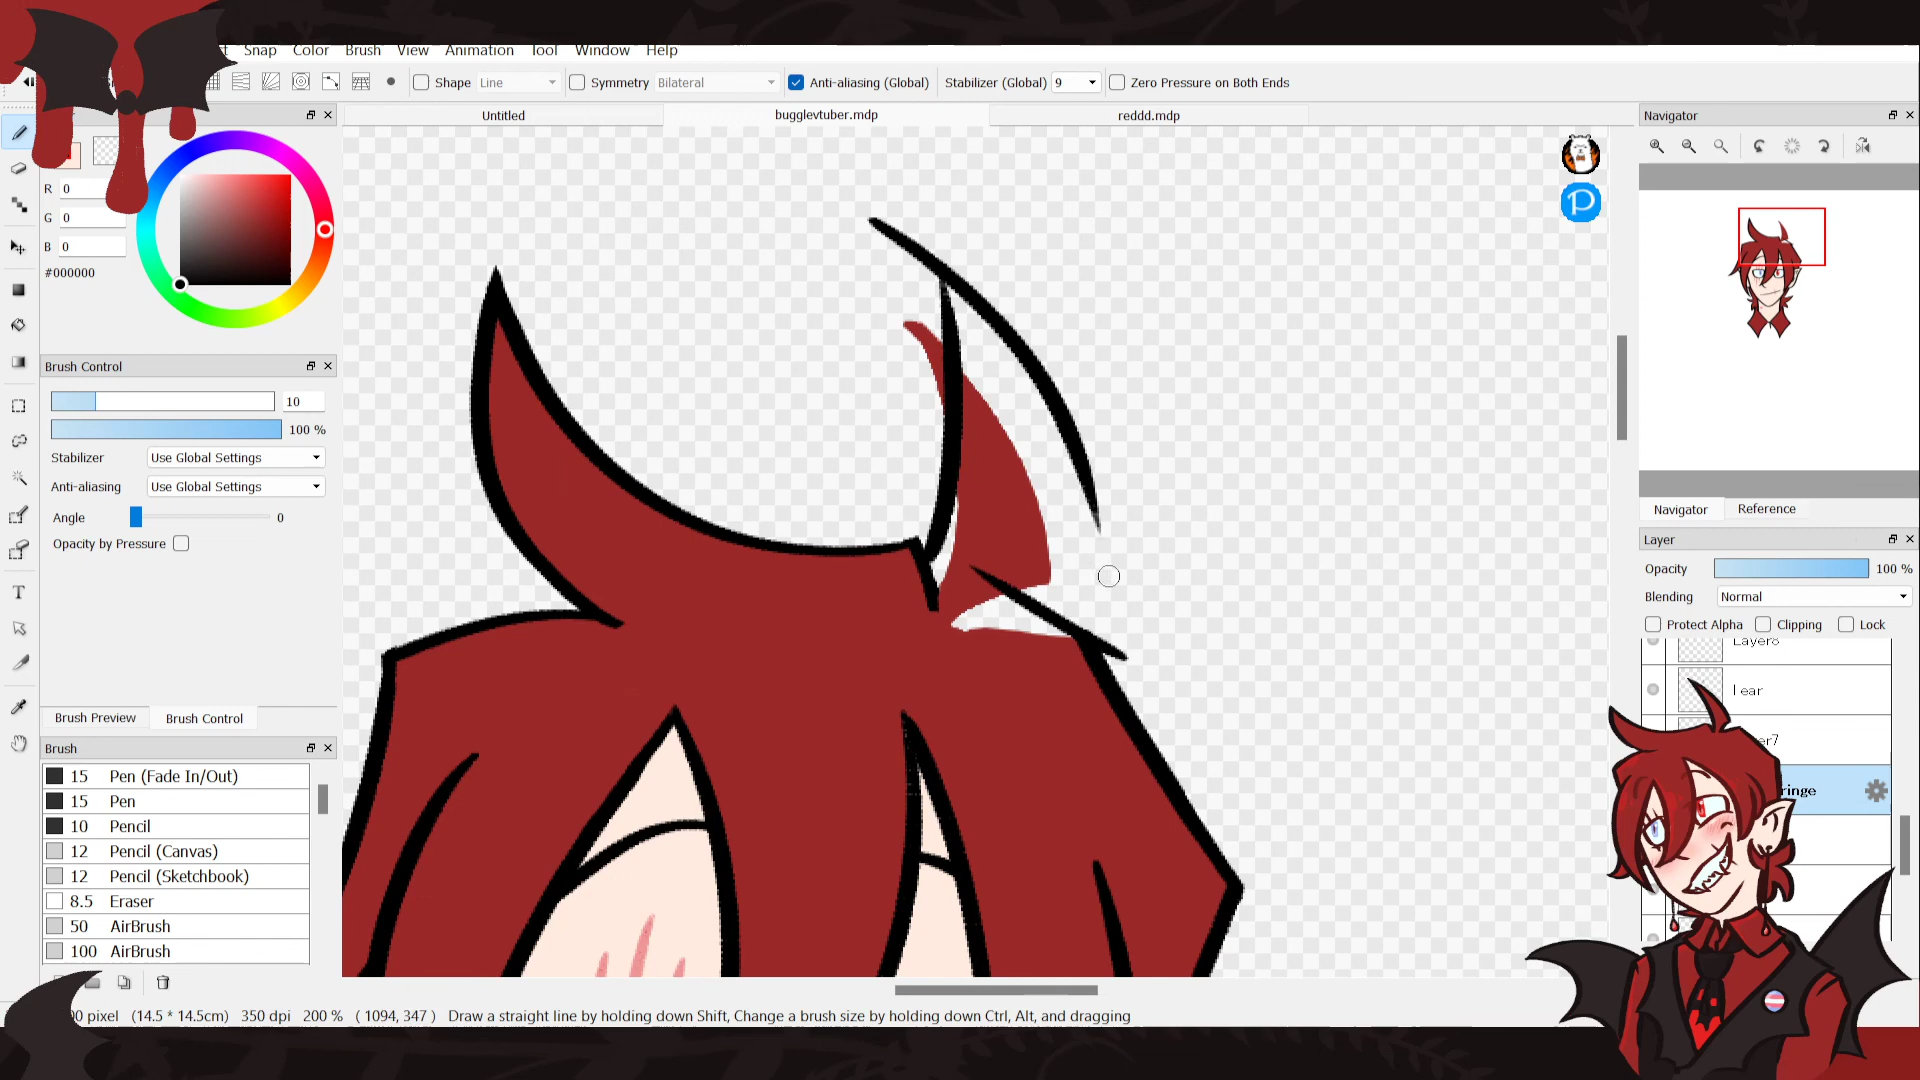 Snap Color Brush View Animation Tool Window Help
Shape Line Symmetry Bilateral Anti-aliasing (Global) Stabilizer (Global) 9 Zero Pressure on Both Ends
Untitled bugglevtuber.mdp reddd.mdp
Navigator
R 0
G 0
B 0
#000000
Brush Control
10
100 %
Stabilizer Use Global Settings
Anti-aliasing Use Global Settings
Angle 0
Opacity by Pressure
Brush Preview Brush Control
Brush
15 Pen (Fade In/Out)
15 Pen
10 Pencil
12 Pencil (Canvas)
12 Pencil (Sketchbook)
8.5 Eraser
50 AirBrush
100 AirBrush
Navigator Reference
Layer
Opacity 100 %
Blending Normal
Protect Alpha Clipping Lock
Layer8
l ear
er7
ringe
pixel (14.5 * 14.5cm) 350 dpi 200 % ( 1094, 347 ) Draw a straight line by holding down Shift, Change a brush size by holding down Ctrl, Alt, and dragging